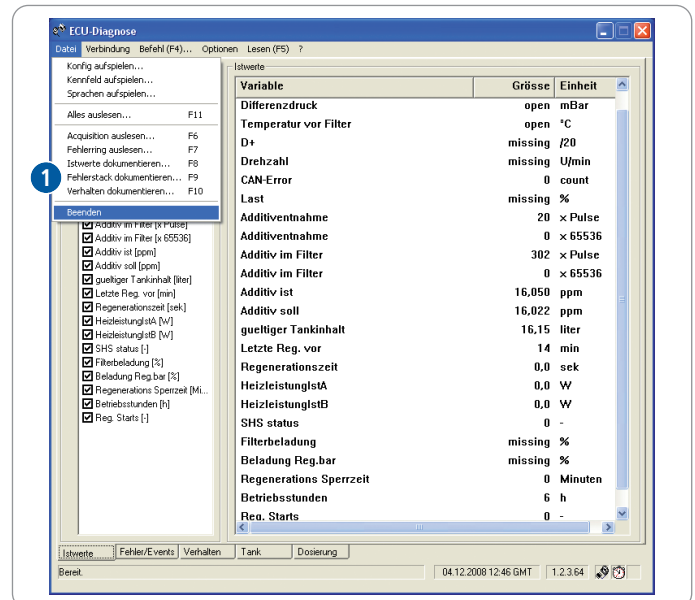 ECU-Diagnose
Datei Verbindung Befehl (F4)... Optionen Lesen (F5) ?
Konfig aufspielen...
Kennfeld aufspielen...
Sprachen aufspielen...
Alles auslesen... F11
Acquisition auslesen... F6
Fehlerring auslesen... F7
Istwerte dokumentieren... F8
Fehlerstack dokumentieren... F9
Verhalten dokumentieren... F10
Beenden
1
Additiv im Filter [x Pulse]
Additiv im Filter [x 65536]
Additiv ist [ppm]
Additiv soll [ppm]
gueltiger Tankinhalt [liter]
Letzte Reg. vor [min]
Regenerationszeit [sek]
HeizleistungIstA [W]
HeizleistungIstB [W]
SHS status [-]
Filterbeladung [%]
Beladung Reg.bar [%]
Regenerations Sperrzeit [Mi...
Betriebsstunden [h]
Reg. Starts [-]
Istwerte
Variable Grösse Einheit
Differenzdruck open mBar
Temperatur vor Filter open °C
D+ missing /20
Drehzahl missing U/min
CAN-Error 0 count
Last missing %
Additiventnahme 20 x Pulse
Additiventnahme 0 x 65536
Additiv im Filter 302 x Pulse
Additiv im Filter 0 x 65536
Additiv ist 16,050 ppm
Additiv soll 16,022 ppm
gueltiger Tankinhalt 16,15 liter
Letzte Reg. vor 14 min
Regenerationszeit 0,0 sek
HeizleistungIstA 0,0 W
HeizleistungIstB 0,0 W
SHS status 0 -
Filterbeladung missing %
Beladung Reg.bar missing %
Regenerations Sperrzeit 0 Minuten
Betriebsstunden 6 h
Reg. Starts 0 -
Istwerte Fehler/Events Verhalten Tank Dosierung
Bereit. 04.12.2008 12:46 GMT 1.2.3.64